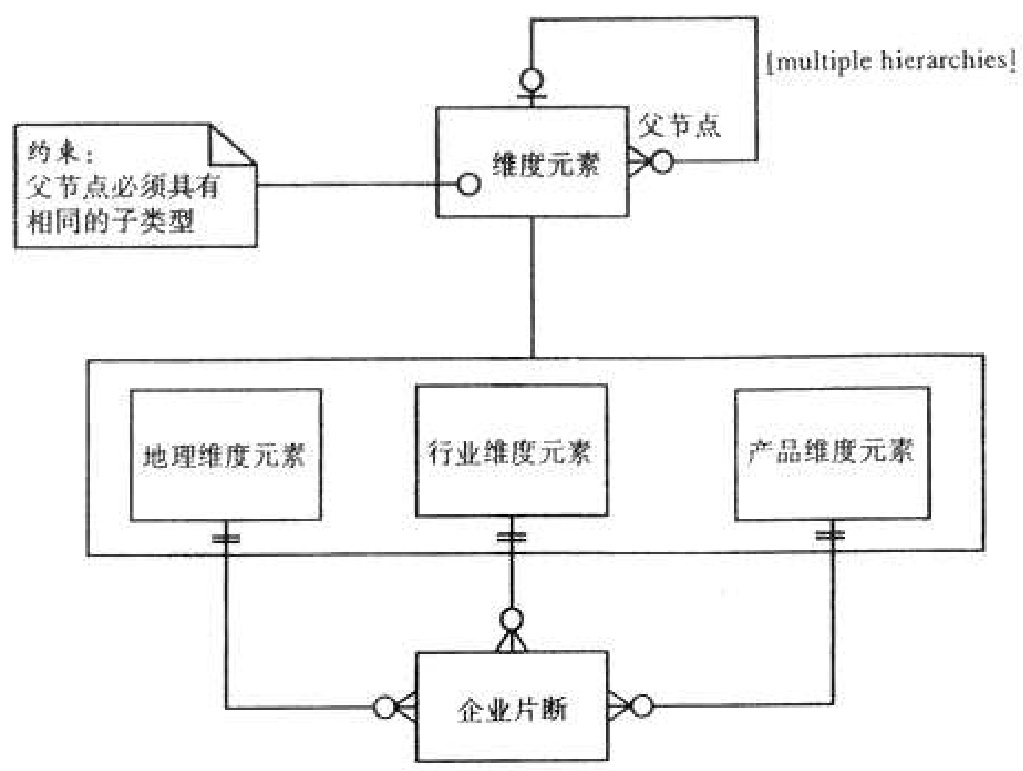 [multiple hierarchies]
父节点
约束：
父节点必须具有
相同的子类型
维度元素
地理维度元素
行业维度元素
产品维度元素
企业片断